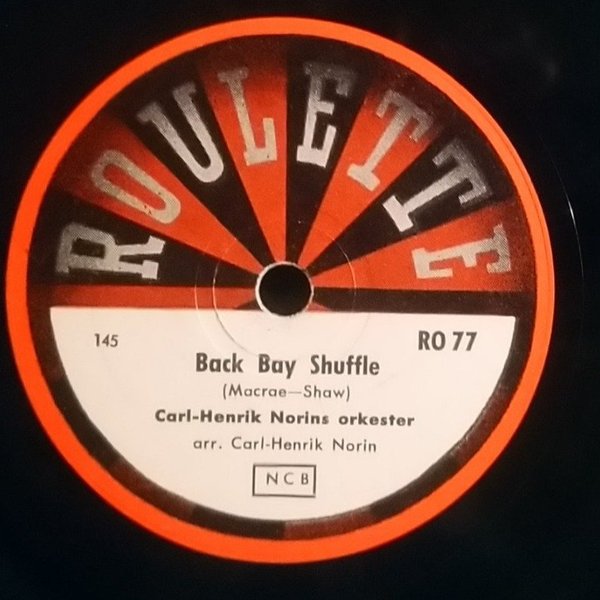 ROULETTE
145
RO 77
Back Bay Shuffle
(Macrae—Shaw)
Carl-Henrik Norins orkester
arr. Carl-Henrik Norin
NCB